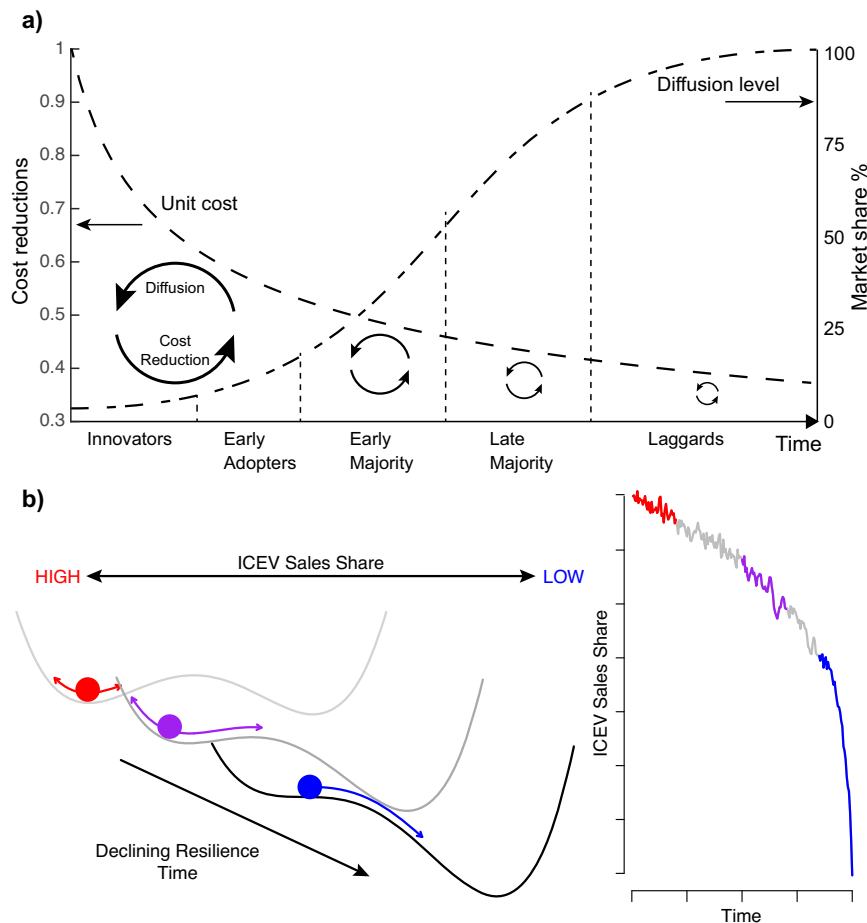 a)
1
0.9
0.8
0.7
0.6
0.5
0.4
0.3
Cost reductions
Unit cost
Diffusion level
Diffusion
Cost
Reduction
100
75
50
25
0
Market share %
Innovators
Early
Adopters
Early
Majority
Late
Majority
Laggards
Time
b)
HIGH
ICEV Sales Share
LOW
Declining Resilience
Time
ICEV Sales Share
Time